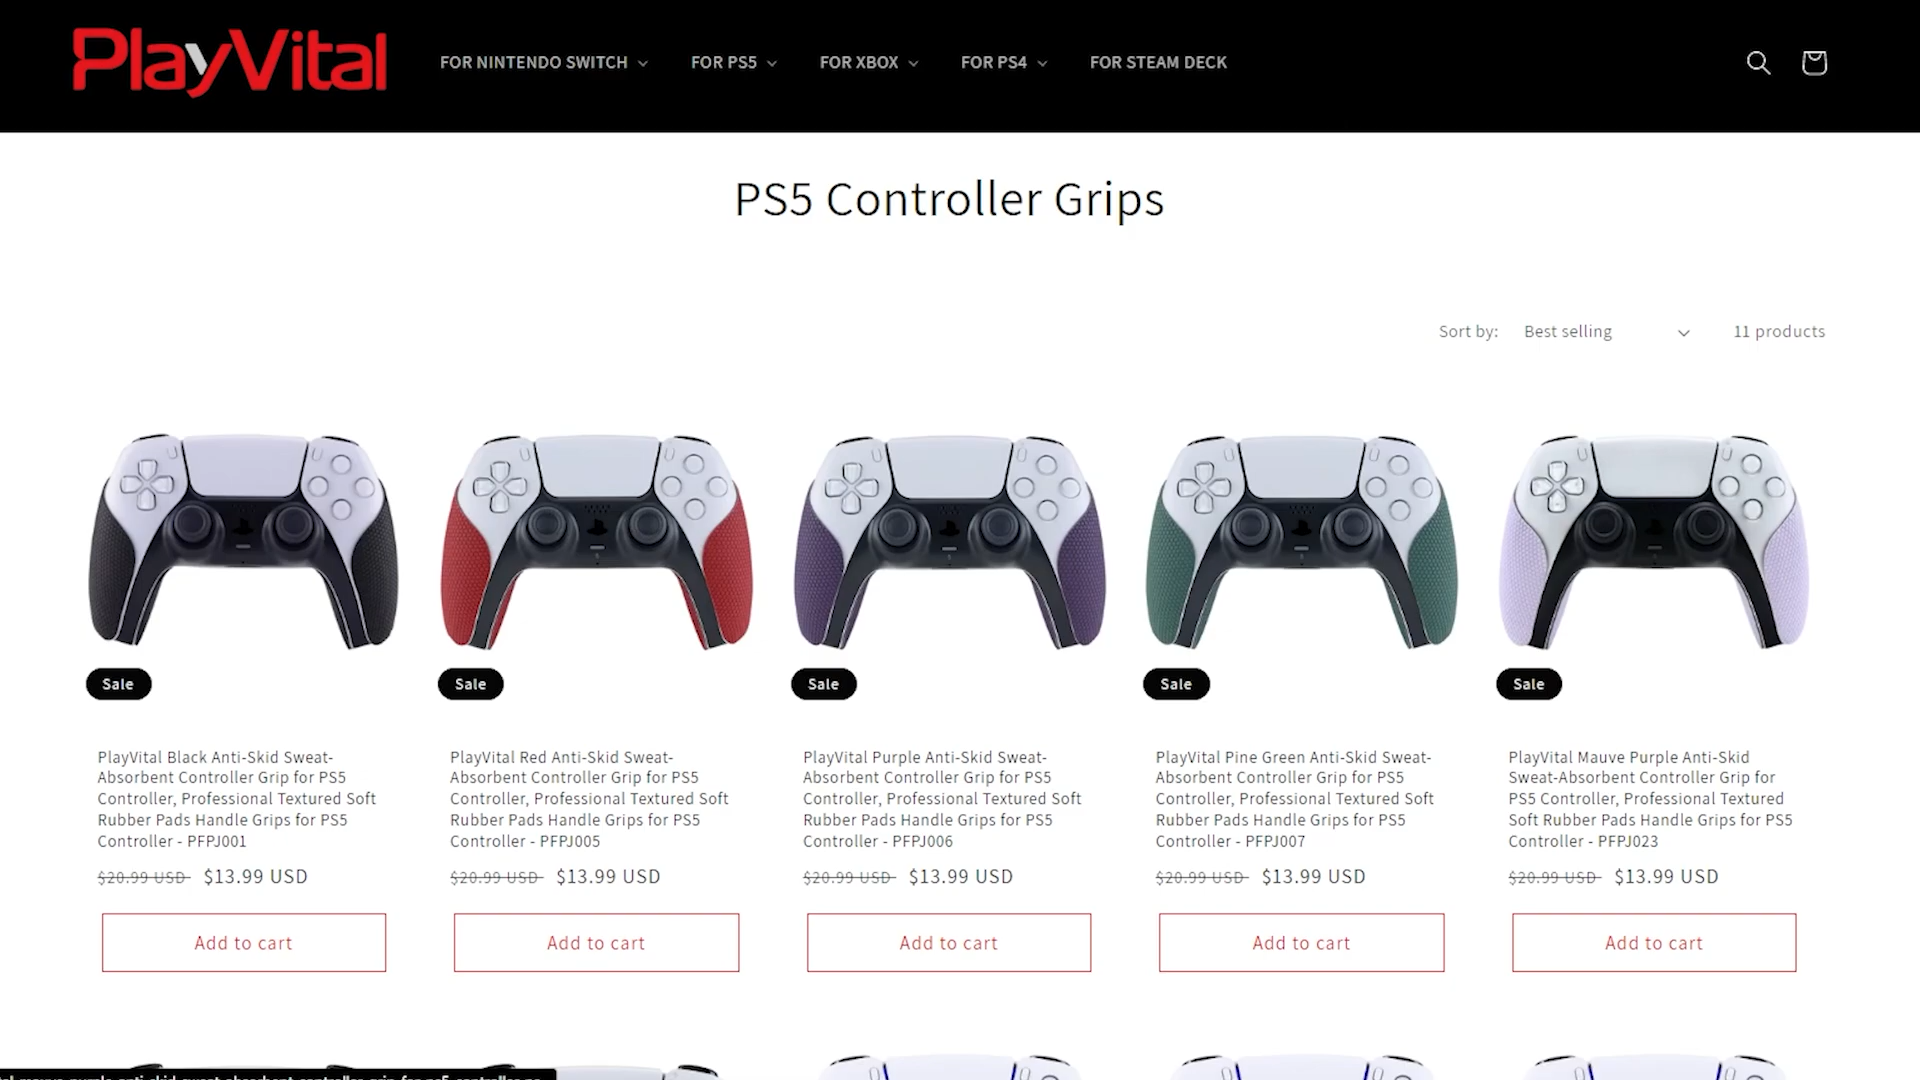 PlayVital
FOR NINTENDO SWITCH
FOR PS5
FOR XBOX
FOR PS4
FOR STEAM DECK
PS5 Controller Grips
Sort by:
Best selling
11 products
Sale
PlayVital Black Anti-Skid Sweat-
Absorbent Controller Grip for PS5
Controller, Professional Textured Soft
Rubber Pads Handle Grips for PS5
Controller - PFPJ001
$20.99 USD $13.99 USD
Add to cart
Sale
PlayVital Red Anti-Skid Sweat-
Absorbent Controller Grip for PS5
Controller, Professional Textured Soft
Rubber Pads Handle Grips for PS5
Controller - PFPJ005
$20.99 USD $13.99 USD
Add to cart
Sale
PlayVital Purple Anti-Skid Sweat-
Absorbent Controller Grip for PS5
Controller, Professional Textured Soft
Rubber Pads Handle Grips for PS5
Controller - PFPJ006
$20.99 USD $13.99 USD
Add to cart
Sale
PlayVital Pine Green Anti-Skid Sweat-
Absorbent Controller Grip for PS5
Controller, Professional Textured Soft
Rubber Pads Handle Grips for PS5
Controller - PFPJ007
$20.99 USD $13.99 USD
Add to cart
Sale
PlayVital Mauve Purple Anti-Skid
Sweat-Absorbent Controller Grip for
PS5 Controller, Professional Textured
Soft Rubber Pads Handle Grips for PS5
Controller - PFPJ023
$20.99 USD $13.99 USD
Add to cart